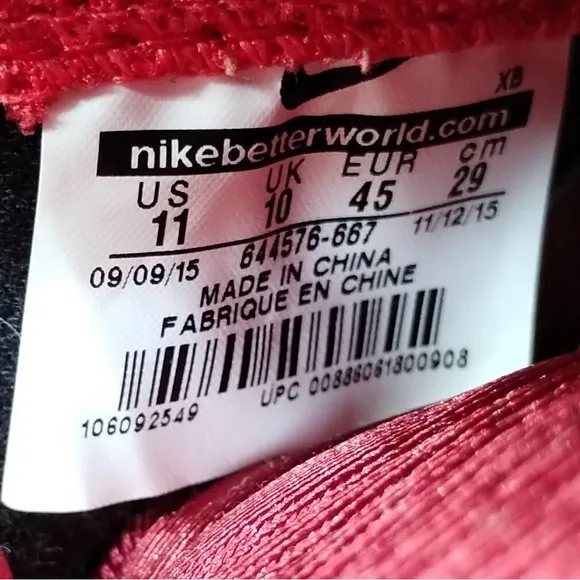 XB
nikebetterworld.com
US UK EUR cm
11 10 45 29
09/09/15 644576-667 11/12/15
MADE IN CHINA
FABRIQUE EN CHINE
106092549 UPC 00886061800908